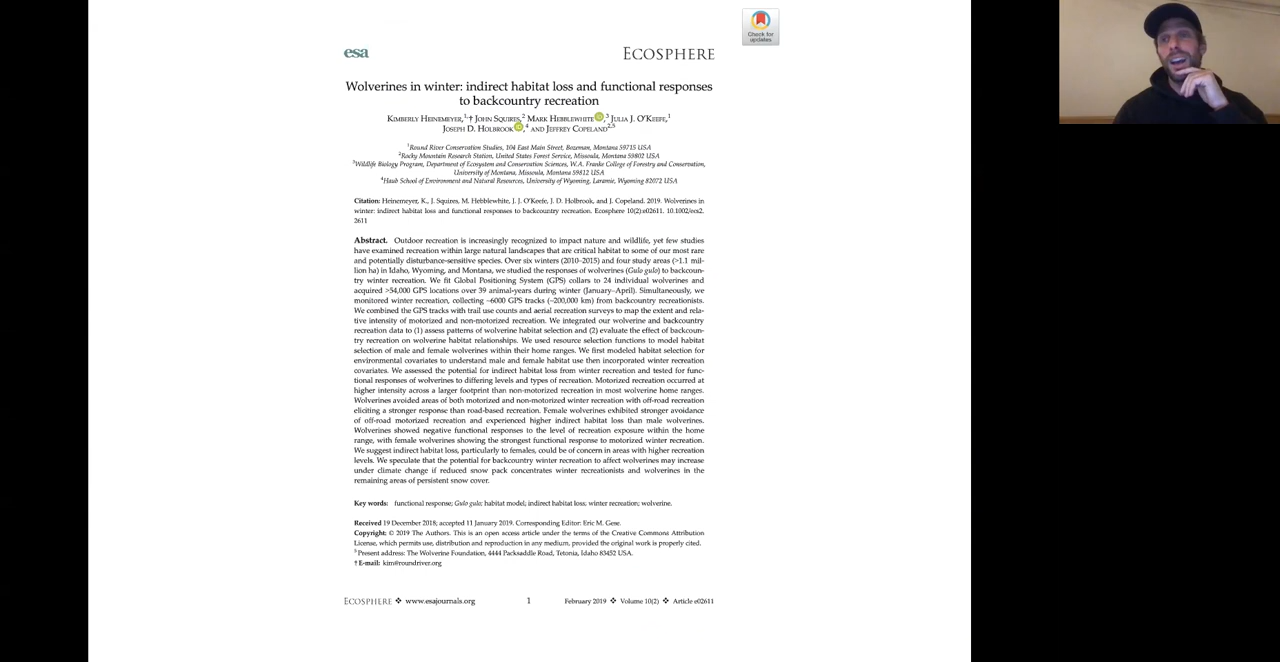 Check for
updates
esa
ECOSPHERE
Wolverines in winter: indirect habitat loss and functional responses
to backcountry recreation
KIMBERLY HEINEMEYER,1,† JOHN SQUIRES,2 MARK HEBBLEWHITE,3 JULIA J. O'KEEFE,1
JOSEPH D. HOLBROOK,4 AND JEFFREY COPELAND2,5
1Round River Conservation Studies, 104 East Main Street, Bozeman, Montana 59715 USA
2Rocky Mountain Research Station, United States Forest Service, Missoula, Montana 59802 USA
3Wildlife Biology Program, Department of Ecosystem and Conservation Sciences, W.A. Franke College of Forestry and Conservation,
University of Montana, Missoula, Montana 59812 USA
4Haub School of Environment and Natural Resources, University of Wyoming, Laramie, Wyoming 82072 USA
Citation: Heinemeyer, K., J. Squires, M. Hebblewhite, J. J. O'Keefe, J. D. Holbrook, and J. Copeland. 2019. Wolverines in
winter: indirect habitat loss and functional responses to backcountry recreation. Ecosphere 10(2):e02611. 10.1002/ecs2.
2611
Abstract. Outdoor recreation is increasingly recognized to impact nature and wildlife, yet few studies
have examined recreation within large natural landscapes that are critical habitat to some of our most rare
and potentially disturbance-sensitive species. Over six winters (2010–2015) and four study areas (>1.1 mil-
lion ha) in Idaho, Wyoming, and Montana, we studied the responses of wolverines (Gulo gulo) to backcoun-
try winter recreation. We fit Global Positioning System (GPS) collars to 24 individual wolverines and
acquired >54,000 GPS locations over 39 animal-years during winter (January–April). Simultaneously, we
monitored winter recreation, collecting ~6000 GPS tracks (~200,000 km) from backcountry recreationists.
We combined the GPS tracks with trail use counts and aerial recreation surveys to map the extent and rela-
tive intensity of motorized and non-motorized recreation. We integrated our wolverine and backcountry
recreation data to (1) assess patterns of wolverine habitat selection and (2) evaluate the effect of backcoun-
try recreation on wolverine habitat relationships. We used resource selection functions to model habitat
selection of male and female wolverines within their home ranges. We first modeled habitat selection for
environmental covariates to understand male and female habitat use then incorporated winter recreation
covariates. We assessed the potential for indirect habitat loss from winter recreation and tested for func-
tional responses of wolverines to differing levels and types of recreation. Motorized recreation occurred at
higher intensity across a larger footprint than non-motorized recreation in most wolverine home ranges.
Wolverines avoided areas of both motorized and non-motorized winter recreation with off-road recreation
eliciting a stronger response than road-based recreation. Female wolverines exhibited stronger avoidance
of off-road motorized recreation and experienced higher indirect habitat loss than male wolverines.
Wolverines showed negative functional responses to the level of recreation exposure within the home
range, with female wolverines showing the strongest functional response to motorized winter recreation.
We suggest indirect habitat loss, particularly to females, could be of concern in areas with higher recreation
levels. We speculate that the potential for backcountry winter recreation to affect wolverines may increase
under climate change if reduced snow pack concentrates winter recreationists and wolverines in the
remaining areas of persistent snow cover.
Key words: functional response; Gulo gulo; habitat model; indirect habitat loss; winter recreation; wolverine.
Received 19 December 2018; accepted 11 January 2019. Corresponding Editor: Eric M. Gese.
Copyright: © 2019 The Authors. This is an open access article under the terms of the Creative Commons Attribution
License, which permits use, distribution and reproduction in any medium, provided the original work is properly cited.
5 Present address: The Wolverine Foundation, 4444 Packsaddle Road, Tetonia, Idaho 83452 USA.
† E-mail: kim@roundriver.org
ECOSPHERE ❖ www.esajournals.org 1 February 2019 ❖ Volume 10(2) ❖ Article e02611